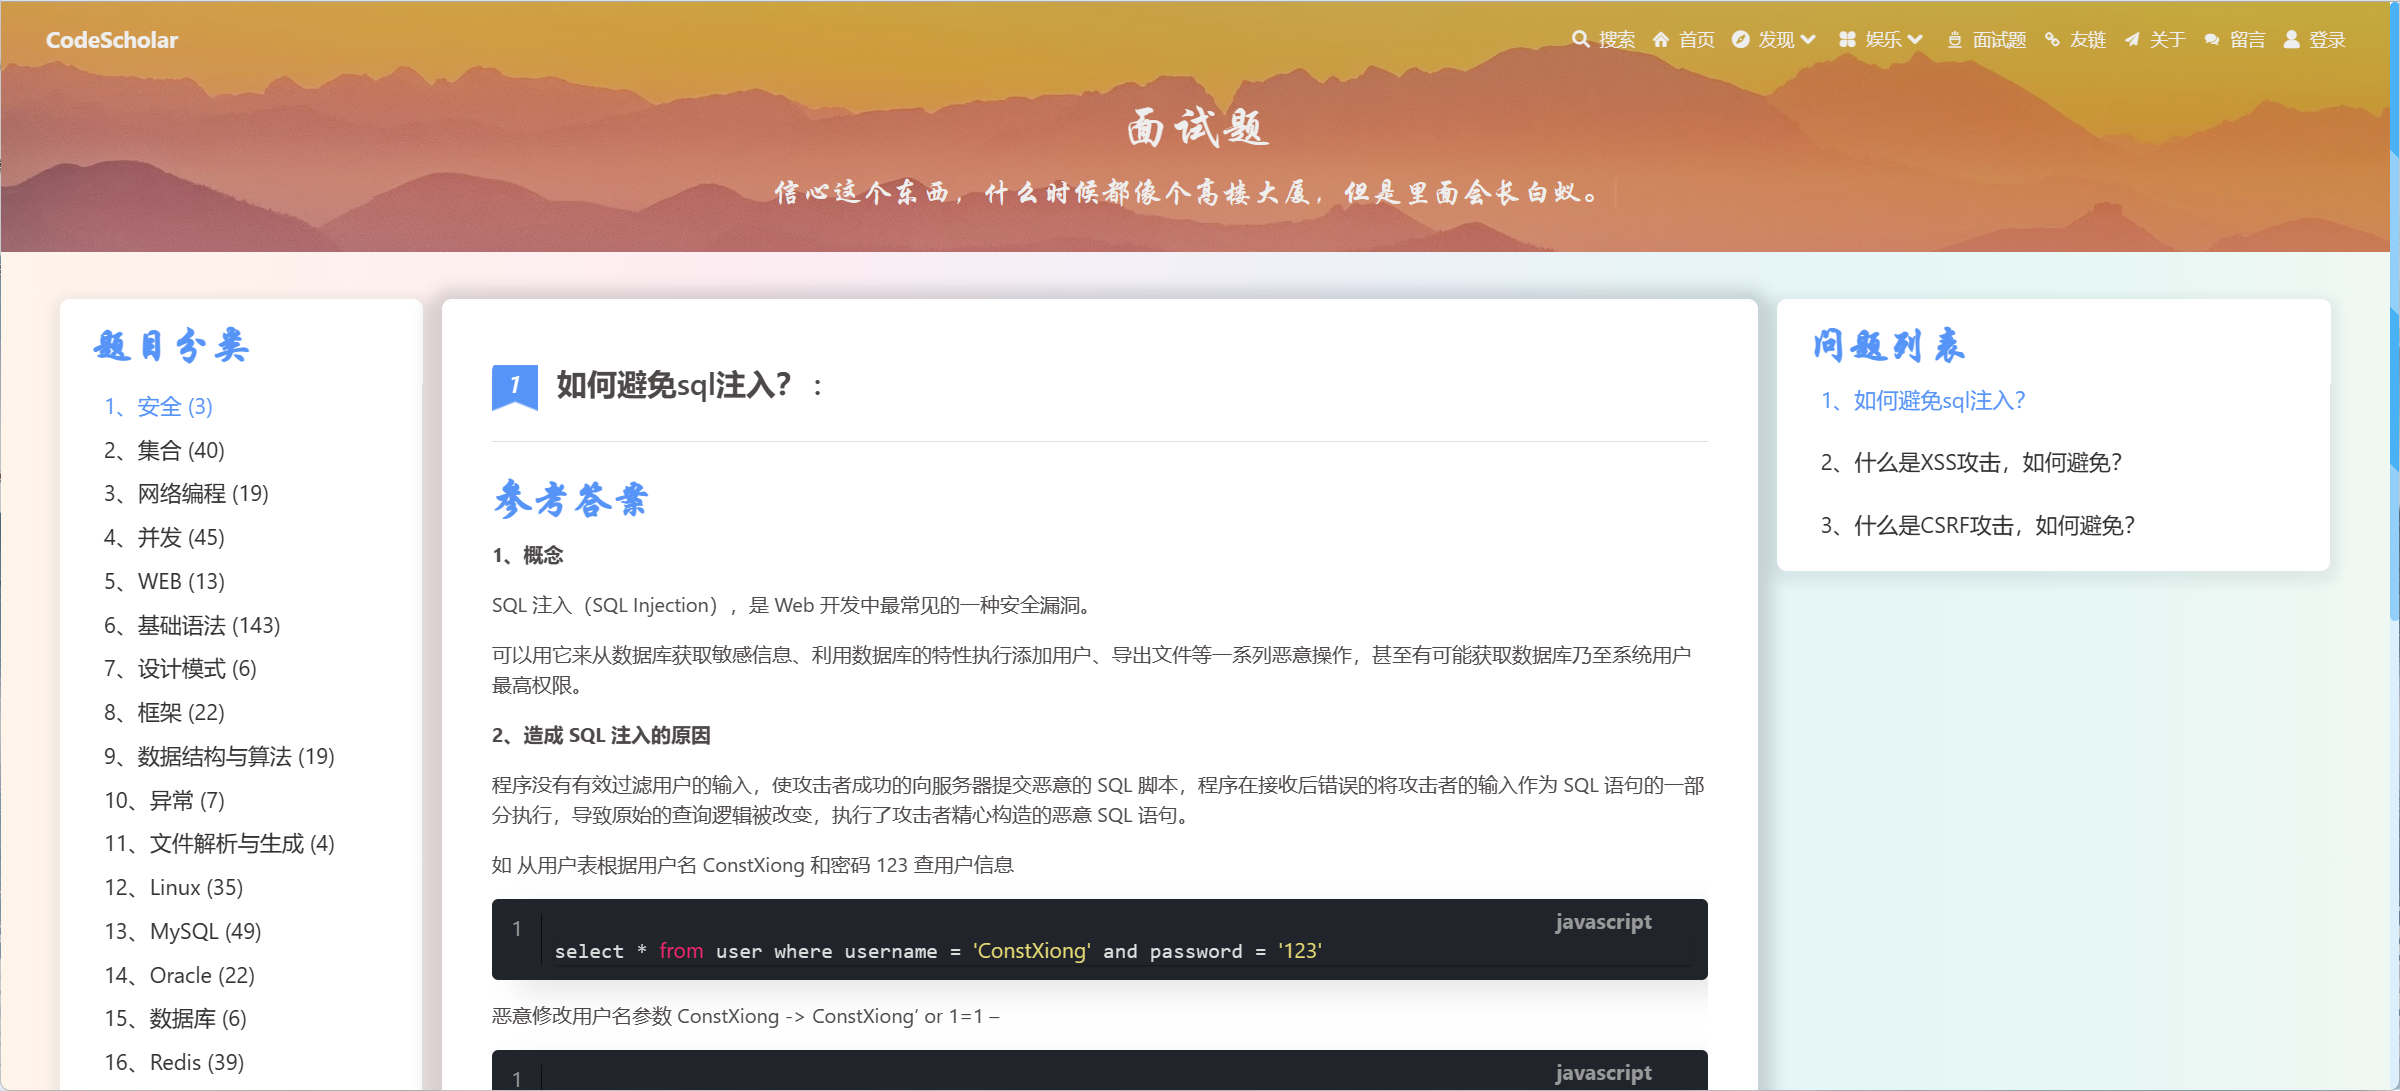 CodeScholar
搜索 首页 发现 娱乐 面试题 友链 关于 留言 登录
面试题
信心这个东西，什么时候都像个高楼大厦，但是里面会长白蚁。
题目分类
1、安全 (3)
2、集合 (40)
3、网络编程 (19)
4、并发 (45)
5、WEB (13)
6、基础语法 (143)
7、设计模式 (6)
8、框架 (22)
9、数据结构与算法 (19)
10、异常 (7)
11、文件解析与生成 (4)
12、Linux (35)
13、MySQL (49)
14、Oracle (22)
15、数据库 (6)
16、Redis (39)
1 如何避免sql注入？：
参考答案
1、概念
SQL 注入（SQL Injection），是 Web 开发中最常见的一种安全漏洞。
可以用它来从数据库获取敏感信息、利用数据库的特性执行添加用户、导出文件等一系列恶意操作，甚至有可能获取数据库乃至系统用户
最高权限。
2、造成 SQL 注入的原因
程序没有有效过滤用户的输入，使攻击者成功的向服务器提交恶意的 SQL 脚本，程序在接收后错误的将攻击者的输入作为 SQL 语句的一部
分执行，导致原始的查询逻辑被改变，执行了攻击者精心构造的恶意 SQL 语句。
如 从用户表根据用户名 ConstXiong 和密码 123 查用户信息
javascript
1
select * from user where username = 'ConstXiong' and password = '123'
恶意修改用户名参数 ConstXiong -> ConstXiong’ or 1=1 –
javascript
1
问题列表
1、如何避免sql注入？
2、什么是XSS攻击，如何避免？
3、什么是CSRF攻击，如何避免？